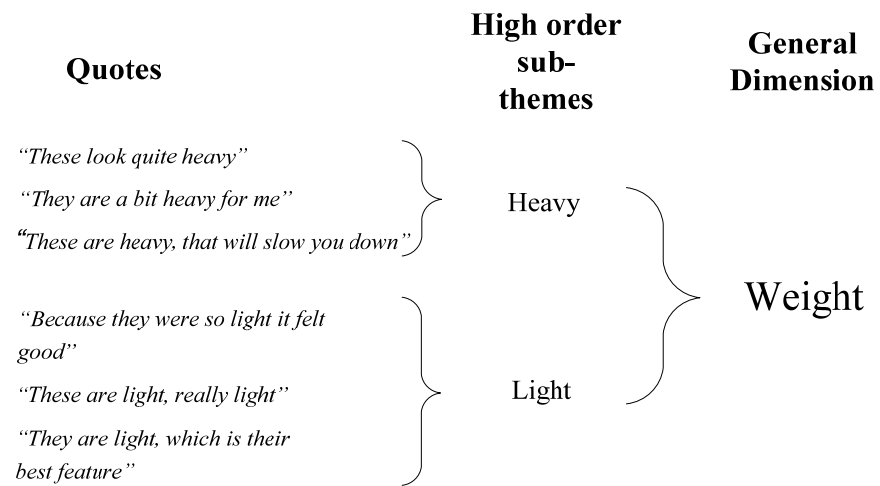 Quotes
High order
sub-
themes
General
Dimension
“These look quite heavy”
“They are a bit heavy for me”
“These are heavy, that will slow you down”
Heavy
“Because they were so light it felt
good”
“These are light, really light”
“They are light, which is their
best feature”
Light
Weight